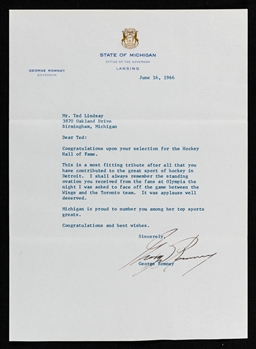 STATE OF MICHIGAN
OFFICE OF THE GOVERNOR
LANSING
GEORGE ROMNEY
GOVERNOR
June 16, 1966
Mr. Ted Lindsay
3870 Oakland Drive
Birmingham, Michigan
Dear Ted:
Congratulations upon your selection for the Hockey
Hall of Fame.
This is a most fitting tribute after all that you
have contributed to the great sport of hockey in
Detroit. I shall always remember the standing
ovation you received from the fans at Olympia the
night I was asked to face off the game between the
Wings and the Toronto team. It was applause well
deserved.
Michigan is proud to number you among her top sports
greats.
Congratulations and best wishes.
Sincerely,
George Romney
George Romney